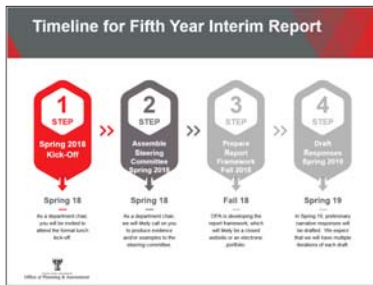 Timeline for Fifth Year Interim Report
1
STEP
Spring 2018
Kick-Off
Spring 18
As a department chair,
you will be invited to
attend the formal lunch
kick-off
2
STEP
Assemble
Steering
Committee
Spring 2018
Spring 18
As a department chair,
we will likely call on you
to produce evidence
and/or examples to the
steering committee
3
STEP
Prepare
Report
Framework
Fall 2018
Fall 18
OPA is developing the
report framework, which
will likely be a closed
website or an electronic
portfolio
4
STEP
Draft
Responses
Spring 2019
Spring 19
In Spring 19, preliminary
narrative responses will
be drafted. We expect
that we will have multiple
iterations of each draft
Office of Planning & Assessment